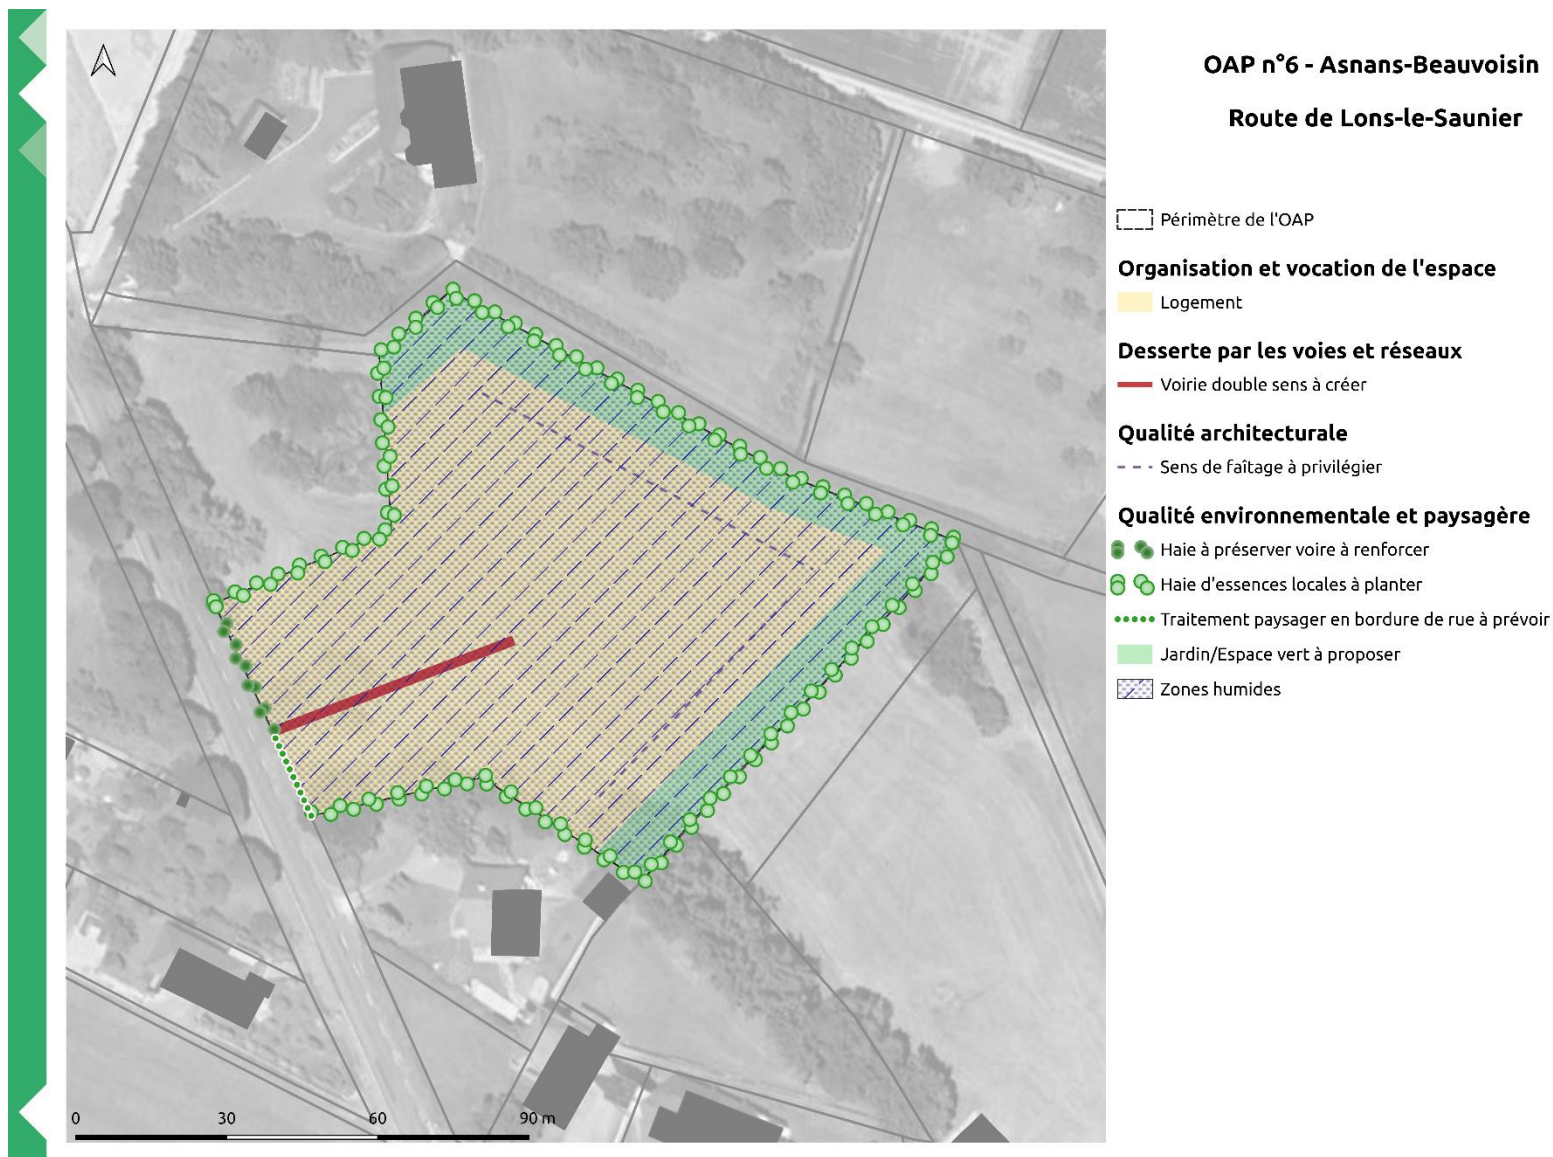 OAP n°6 - Asnans-Beauvoisin
Route de Lons-le-Saunier
Périmètre de l'OAP
Organisation et vocation de l'espace
Logement
Desserte par les voies et réseaux
Voirie double sens à créer
Qualité architecturale
Sens de faîtage à privilégier
Qualité environnementale et paysagère
Haie à préserver voire à renforcer
Haie d'essences locales à planter
Traitement paysager en bordure de rue à prévoir
Jardin/Espace vert à proposer
Zones humides
0 30 60 90 m